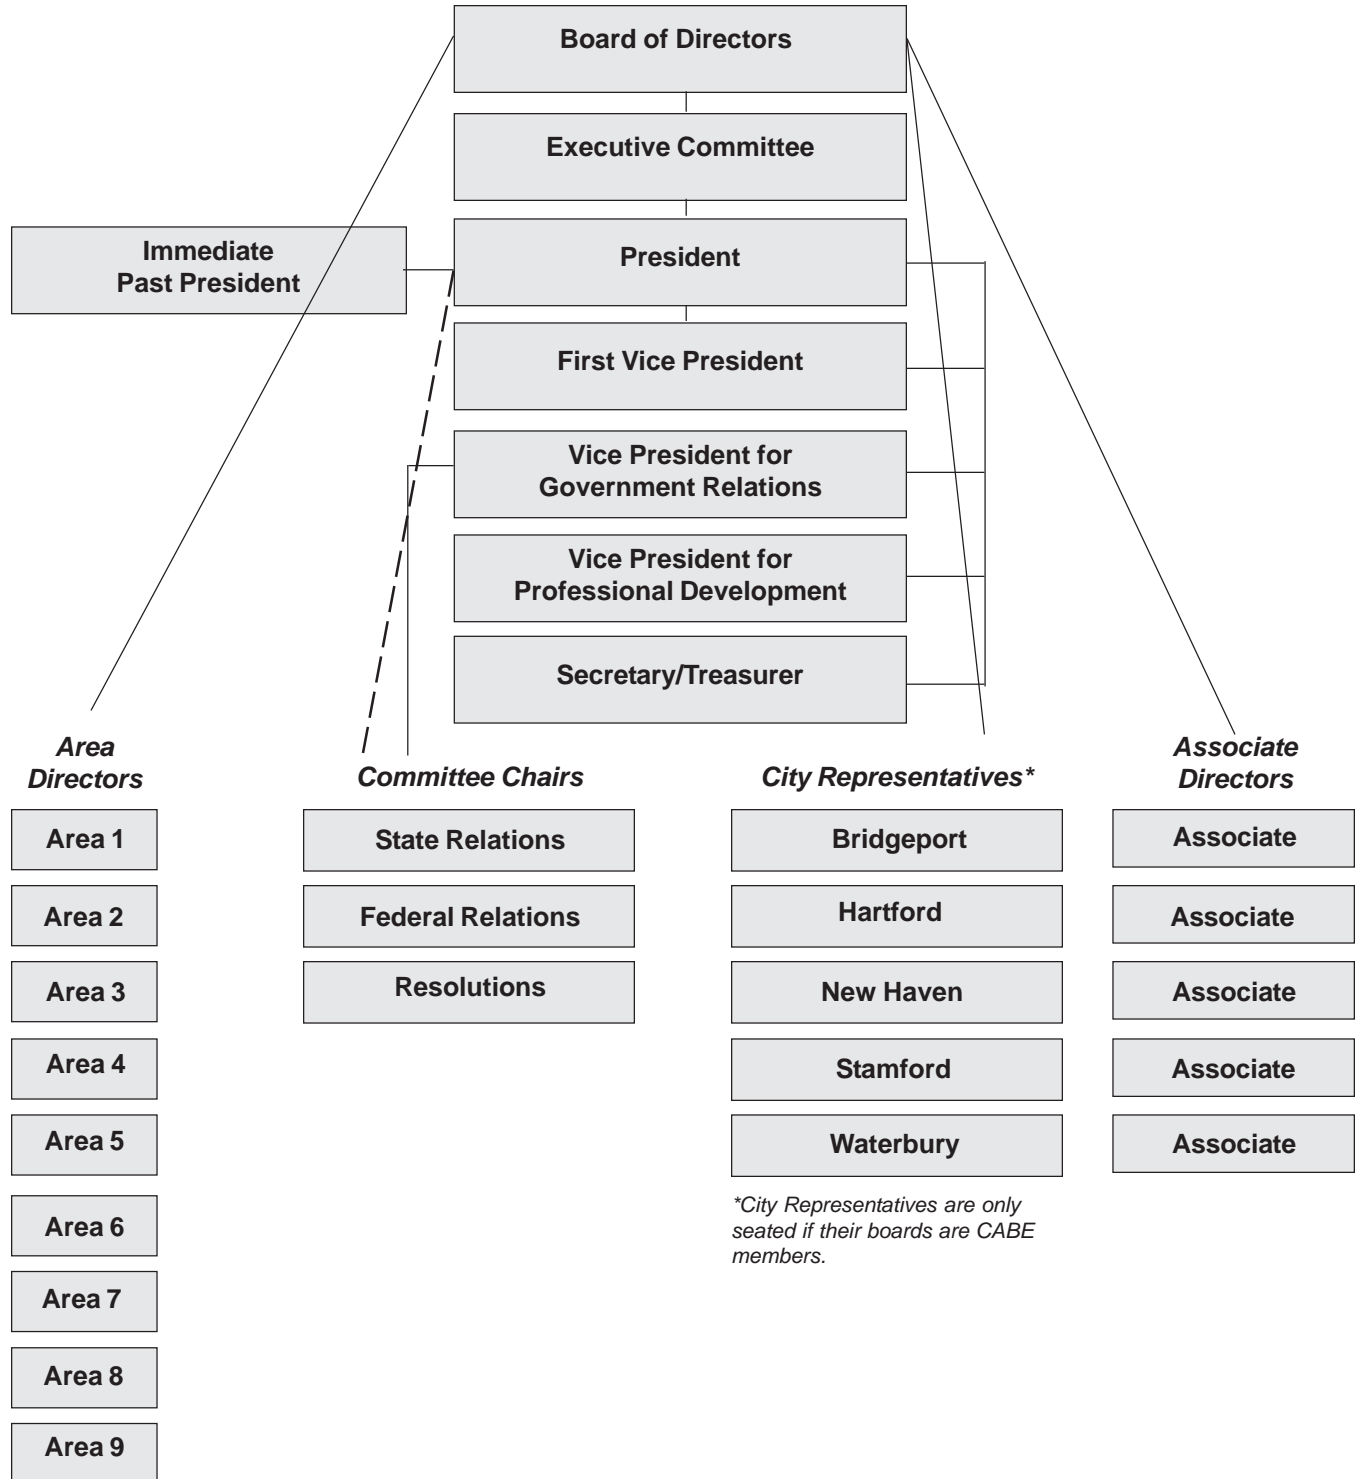 Board of Directors
Executive Committee
Immediate
Past President
President
First Vice President
Vice President for
Government Relations
Vice President for
Professional Development
Secretary/Treasurer
Area
Directors
Area 1
Area 2
Area 3
Area 4
Area 5
Area 6
Area 7
Area 8
Area 9
Committee Chairs
State Relations
Federal Relations
Resolutions
City Representatives*
Bridgeport
Hartford
New Haven
Stamford
Waterbury
*City Representatives are only
seated if their boards are CABE
members.
Associate
Directors
Associate
Associate
Associate
Associate
Associate